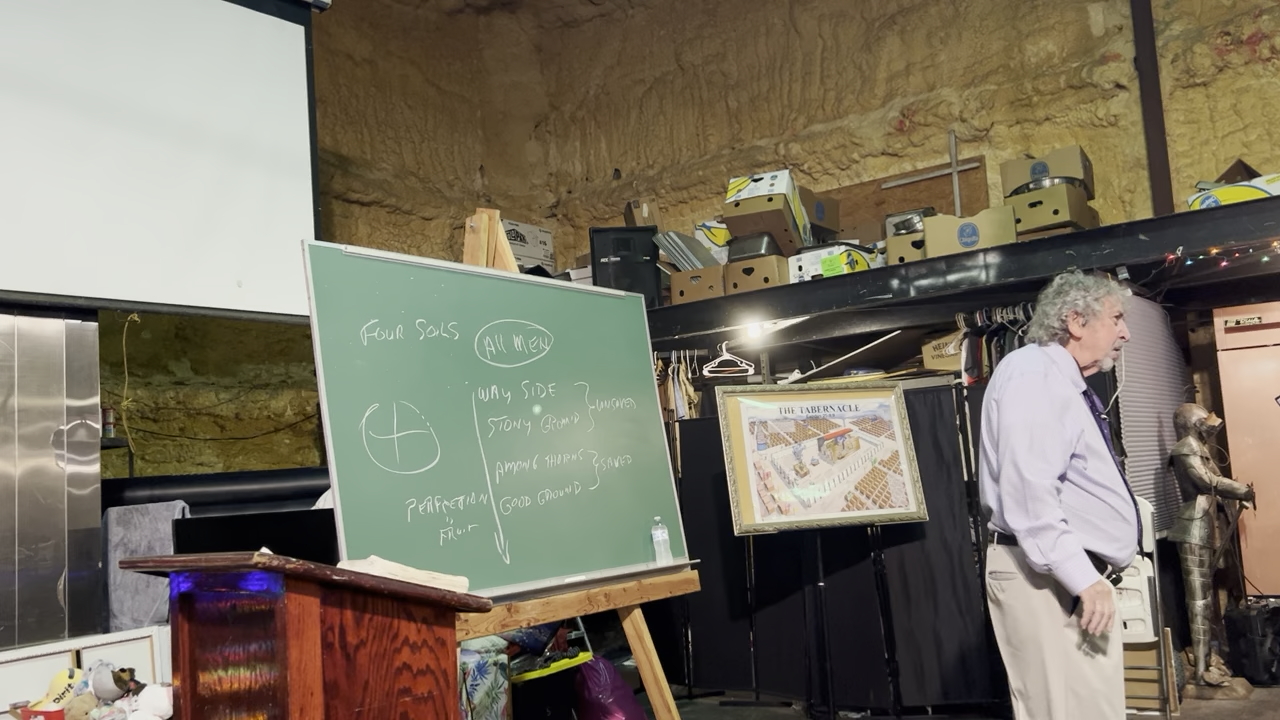 FOUR SOILS
All MEN
WAY SIDE
STONY GROUND
UNSAVED
AMONG THORNS
SAVED
GOOD GROUND
PERFECTION
FRUIT
THE TABERNACLE